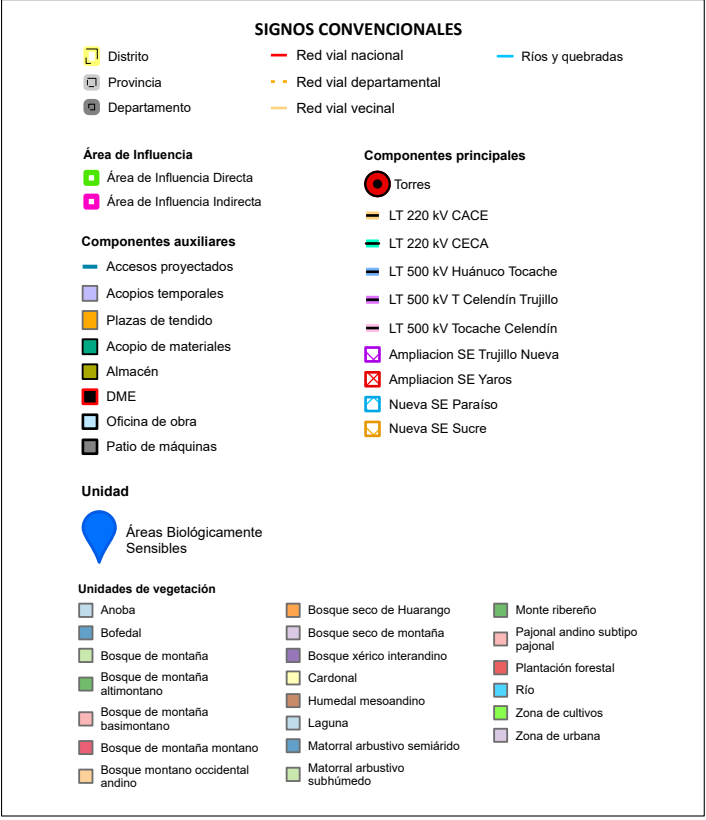 SIGNOS CONVENCIONALES
Distrito
Provincia
Departamento
Red vial nacional
Red vial departamental
Red vial vecinal
Ríos y quebradas
Área de Influencia
Área de Influencia Directa
Área de Influencia Indirecta
Componentes auxiliares
Accesos proyectados
Acopios temporales
Plazas de tendido
Acopio de materiales
Almacén
DME
Oficina de obra
Patio de máquinas
Componentes principales
Torres
LT 220 kV CACE
LT 220 kV CECA
LT 500 kV Huánuco Tocache
LT 500 kV T Celendín Trujillo
LT 500 kV Tocache Celendín
Ampliacion SE Trujillo Nueva
Ampliacion SE Yaros
Nueva SE Paraíso
Nueva SE Sucre
Unidad
Áreas Biológicamente
Sensibles
Unidades de vegetación
Anoba
Bofedal
Bosque de montaña
Bosque de montaña
altimontano
Bosque de montaña
basimontano
Bosque de montaña montano
Bosque montano occidental
andino
Bosque seco de Huarango
Bosque seco de montaña
Bosque xérico interandino
Cardonal
Humedal mesoandino
Laguna
Matorral arbustivo semiárido
Matorral arbustivo
subhúmedo
Monte ribereño
Pajonal andino subtipo
pajonal
Plantación forestal
Río
Zona de cultivos
Zona de urbana